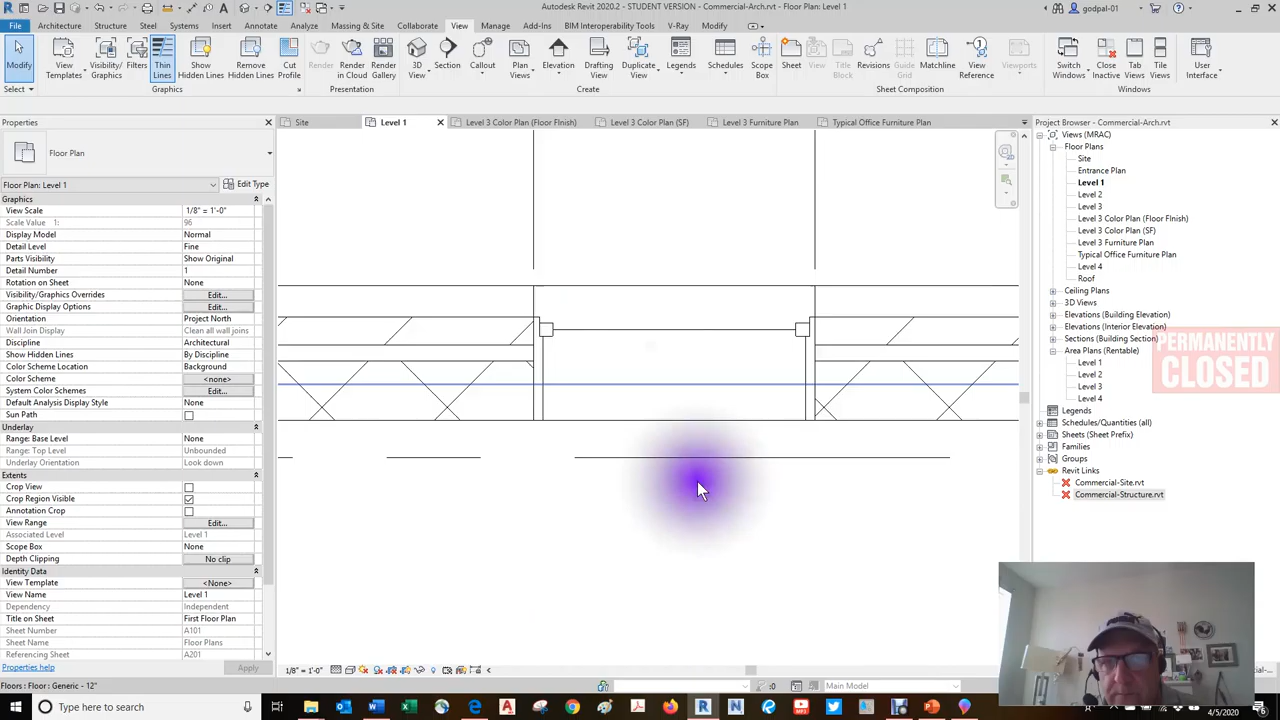 Autodesk Revit 2020.2 - STUDENT VERSION - Commercial-Arch.rvt - Floor Plan: Level 1
godpal-01
File Architecture Structure Steel Systems Insert Annotate Analyze Massing & Site Collaborate View Manage Add-Ins BIM Interoperability Tools V-Ray Modify
Modify View Templates Visibility/ Graphics Filters Thin Lines Show Hidden Lines Remove Hidden Lines Cut Profile Render Render in Cloud Render Gallery 3D View Section Callout Plan Views Elevation Drafting View Duplicate View Legends Schedules Scope Box Sheet View Title Block Revisions Guide Grid Matchline View Reference Viewports Switch Windows Close Inactive Tab Views Tile Views User Interface
Select Graphics Presentation Create Sheet Composition Windows
Properties
Floor Plan
Floor Plan: Level 1 Edit Type
Graphics
View Scale 1/8" = 1'-0"
Scale Value 1: 96
Display Model Normal
Detail Level Fine
Parts Visibility Show Original
Detail Number 1
Rotation on Sheet None
Visibility/Graphics Overrides Edit...
Graphic Display Options Edit...
Orientation Project North
Wall Join Display Clean all wall joins
Discipline Architectural
Show Hidden Lines By Discipline
Color Scheme Location Background
Color Scheme <none>
System Color Schemes Edit...
Default Analysis Display Style None
Sun Path
Underlay
Range: Base Level None
Range: Top Level Unbounded
Underlay Orientation Look down
Extents
Crop View
Crop Region Visible
Annotation Crop
View Range Edit...
Associated Level Level 1
Scope Box None
Depth Clipping No clip
Identity Data
View Template <None>
View Name Level 1
Dependency Independent
Title on Sheet First Floor Plan
Sheet Number A101
Sheet Name Floor Plans
Referencing Sheet A201
Properties help Apply
Site Level 1 Level 3 Color Plan (Floor FInish) Level 3 Color Plan (SF) Level 3 Furniture Plan Typical Office Furniture Plan
Project Browser - Commercial-Arch.rvt
Views (MRAC)
Floor Plans
Site
Entrance Plan
Level 1
Level 2
Level 3
Level 3 Color Plan (Floor FInish)
Level 3 Color Plan (SF)
Level 3 Furniture Plan
Typical Office Furniture Plan
Level 4
Roof
Ceiling Plans
3D Views
Elevations (Building Elevation)
Elevations (Interior Elevation)
Sections (Building Section)
Area Plans (Rentable)
Level 1
Level 2
Level 3
Level 4
Legends
Schedules/Quantities (all)
Sheets (Sheet Prefix)
Families
Groups
Revit Links
Commercial-Site.rvt
Commercial-Structure.rvt
PERMANENTLY
CLOSED
1/8" = 1'-0"
Floors : Floor : Generic - 12"
:0 Main Model
Type here to search
4/5/2020